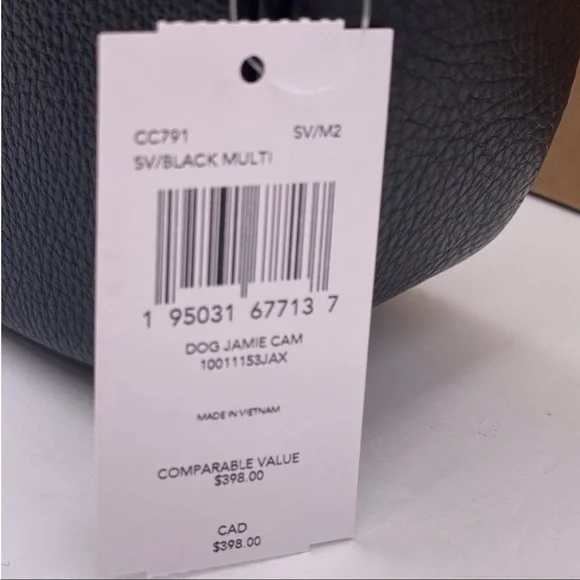 CC791 SV/M2
SV/BLACK MULTI
1 95031 67713 7
DOG JAMIE CAM
10011153JAX
MADE IN VIETNAM
COMPARABLE VALUE
$398.00
CAD
$398.00